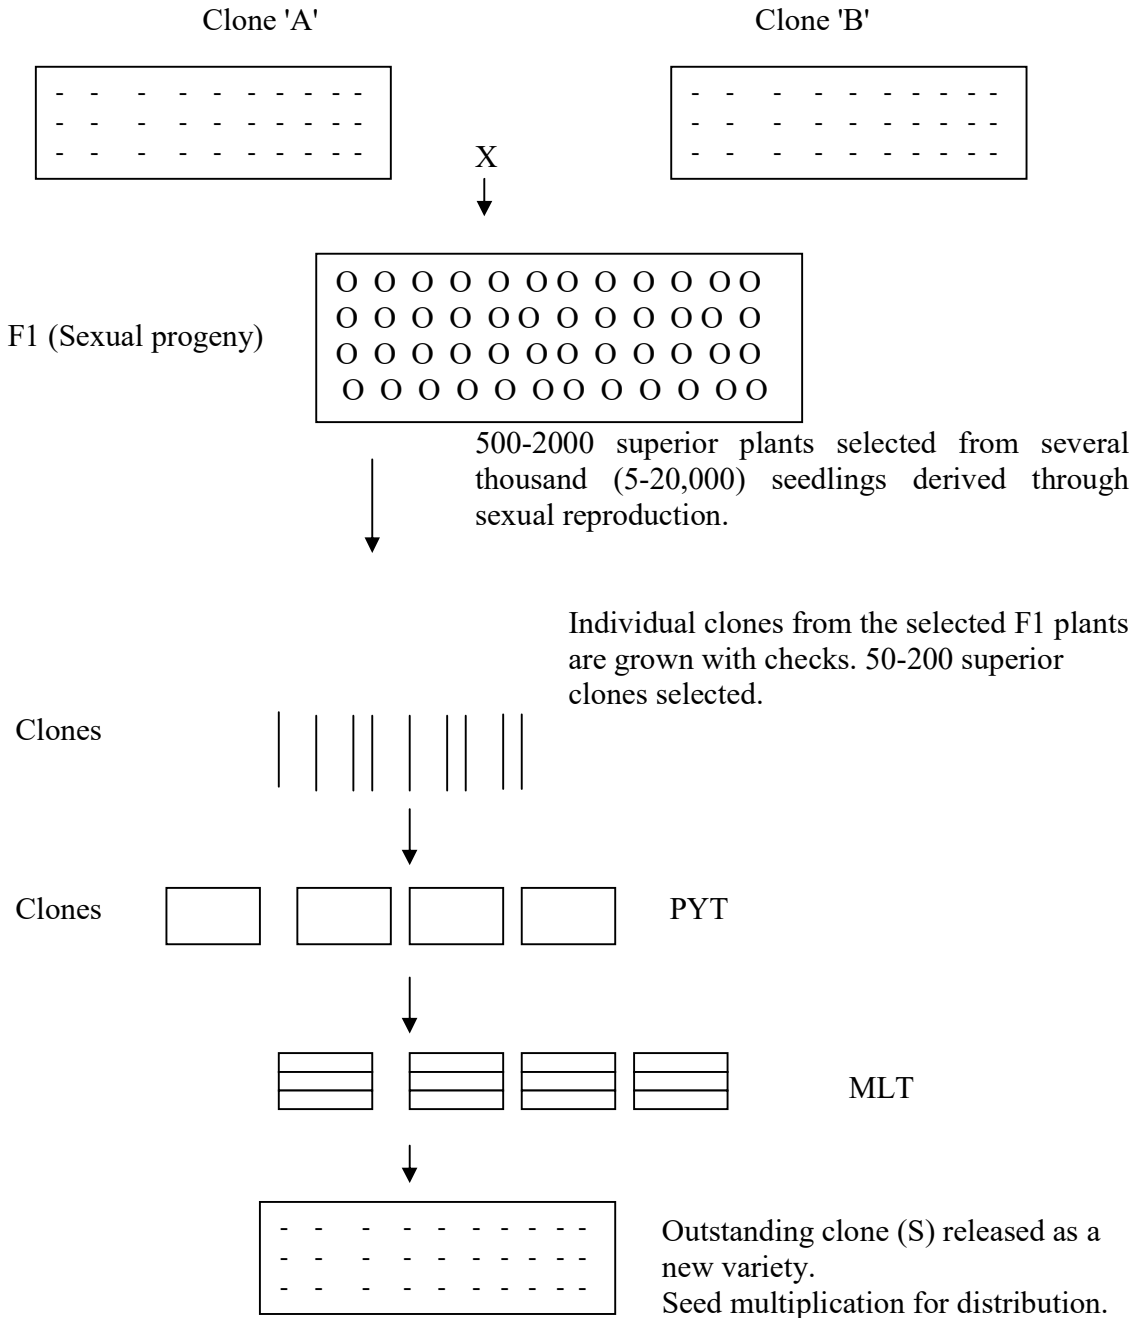 Clone 'A' Clone 'B'
- - - - - - - - - - - - - - - - - - - -
- - - - - - - - - - - - - - - - - - - -
- - - - - - - - - - - - - - - - - - - -
X
O O O O O O O O O O O O
O O O O O O O O O O O O
F1 (Sexual progeny)
O O O O O O O O O O O O
O O O O O O O O O O O O
500-2000 superior plants selected from several
thousand (5-20,000) seedlings derived through
sexual reproduction.
Individual clones from the selected F1 plants
are grown with checks. 50-200 superior
clones selected.
Clones
Clones PYT
MLT
- - - - - - - - - -
- - - - - - - - - -
- - - - - - - - - -
Outstanding clone (S) released as a
new variety.
Seed multiplication for distribution.